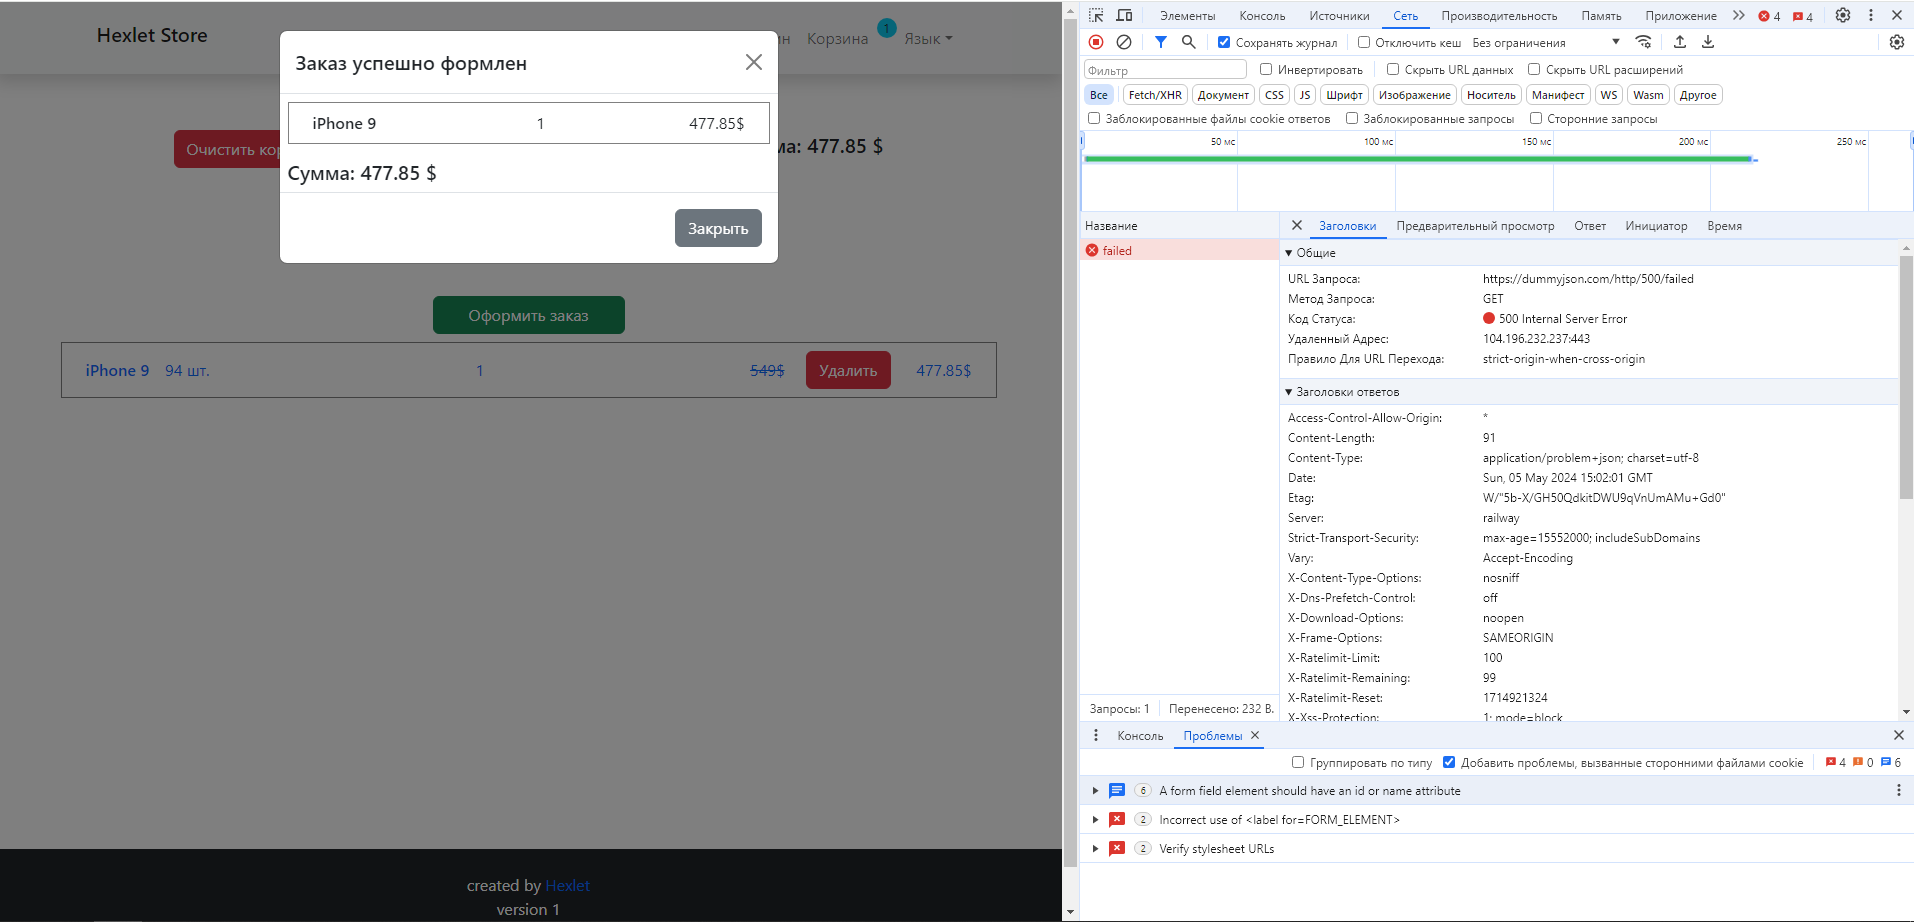 Hexlet Store
ин Корзина 1 Язык
Заказ успешно формлен
iPhone 9 1 477.85$
Сумма: 477.85 $
Закрыть
Очистить кор
ма: 477.85 $
Оформить заказ
iPhone 9 94 шт. 1 549$ Удалить 477.85$
created by Hexlet
version 1
Элементы Консоль Источники Сеть Производительность Память Приложение 4 4
Сохранять журнал Отключить кеш Без ограничения
Фильтр Инвертировать Скрыть URL данных Скрыть URL расширений
Все Fetch/XHR Документ CSS JS Шрифт Изображение Носитель Манифест WS Wasm Другое
Заблокированные файлы cookie ответов Заблокированные запросы Сторонние запросы
50 мс 100 мс 150 мс 200 мс 250 мс
Название
failed
Запросы: 1 Перенесено: 232 B.
Заголовки Предварительный просмотр Ответ Инициатор Время
Общие
URL Запроса: https://dummyjson.com/http/500/failed
Метод Запроса: GET
Код Статуса: 500 Internal Server Error
Удаленный Адрес: 104.196.232.237:443
Правило Для URL Перехода: strict-origin-when-cross-origin
Заголовки ответов
Access-Control-Allow-Origin: *
Content-Length: 91
Content-Type: application/problem+json; charset=utf-8
Date: Sun, 05 May 2024 15:02:01 GMT
Etag: W/"5b-X/GH50QdkitDWU9qVnUmAMu+Gd0"
Server: railway
Strict-Transport-Security: max-age=15552000; includeSubDomains
Vary: Accept-Encoding
X-Content-Type-Options: nosniff
X-Dns-Prefetch-Control: off
X-Download-Options: noopen
X-Frame-Options: SAMEORIGIN
X-Ratelimit-Limit: 100
X-Ratelimit-Remaining: 99
X-Ratelimit-Reset: 1714921324
X-Xss-Protection: 1; mode=block
Консоль Проблемы
Группировать по типу Добавить проблемы, вызванные сторонними файлами cookie 4 0 6
6 A form field element should have an id or name attribute
2 Incorrect use of <label for=FORM_ELEMENT>
2 Verify stylesheet URLs